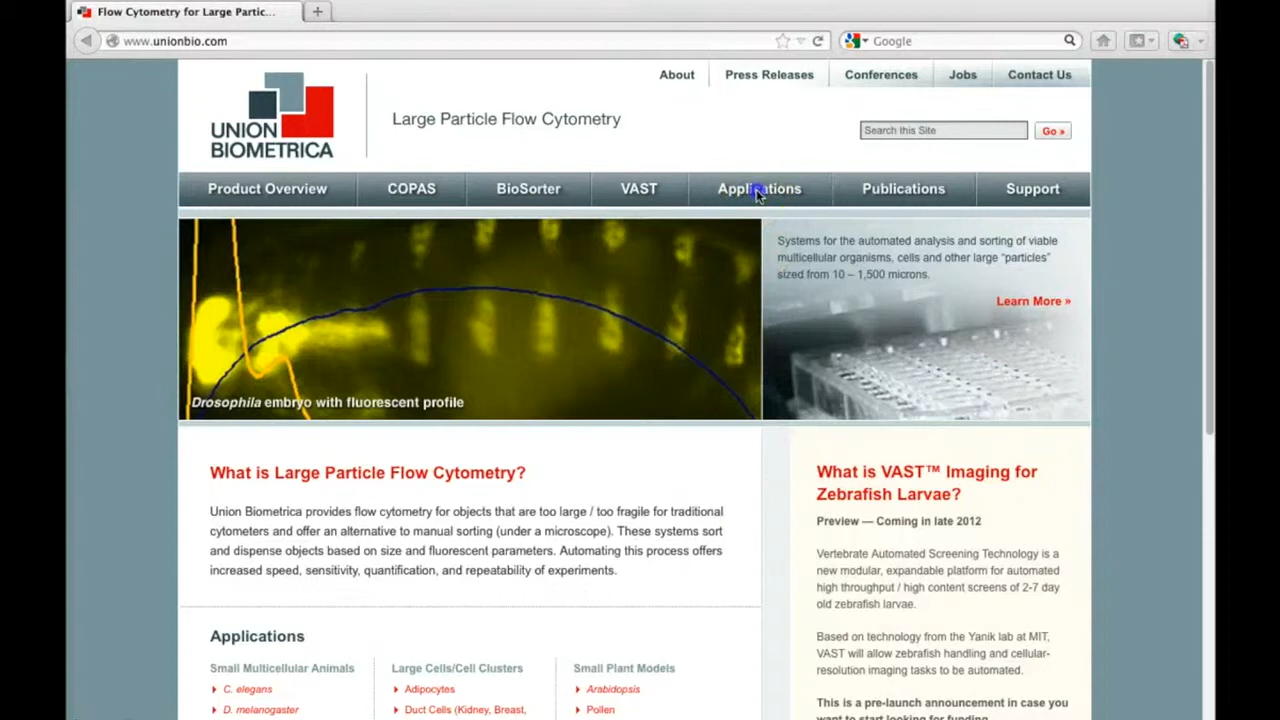 Flow Cytometry for Large Partic...
www.unionbio.com
Google
About
Press Releases
Conferences
Jobs
Contact Us
UNION
BIOMETRICA
Large Particle Flow Cytometry
Search this Site
Go »
Product Overview
COPAS
BioSorter
VAST
Applications
Publications
Support
Drosophila embryo with fluorescent profile
Systems for the automated analysis and sorting of viable
multicellular organisms, cells and other large “particles”
sized from 10 – 1,500 microns.
Learn More »
What is Large Particle Flow Cytometry?
Union Biometrica provides flow cytometry for objects that are too large / too fragile for traditional
cytometers and offer an alternative to manual sorting (under a microscope). These systems sort
and dispense objects based on size and fluorescent parameters. Automating this process offers
increased speed, sensitivity, quantification, and repeatability of experiments.
Applications
Small Multicellular Animals
C. elegans
D. melanogaster
Large Cells/Cell Clusters
Adipocytes
Duct Cells (Kidney, Breast,
Small Plant Models
Arabidopsis
Pollen
What is VAST™ Imaging for
Zebrafish Larvae?
Preview — Coming in late 2012
Vertebrate Automated Screening Technology is a
new modular, expandable platform for automated
high throughput / high content screens of 2-7 day
old zebrafish larvae.
Based on technology from the Yanik lab at MIT,
VAST will allow zebrafish handling and cellular-
resolution imaging tasks to be automated.
This is a pre-launch announcement in case you
want to start looking for funding.